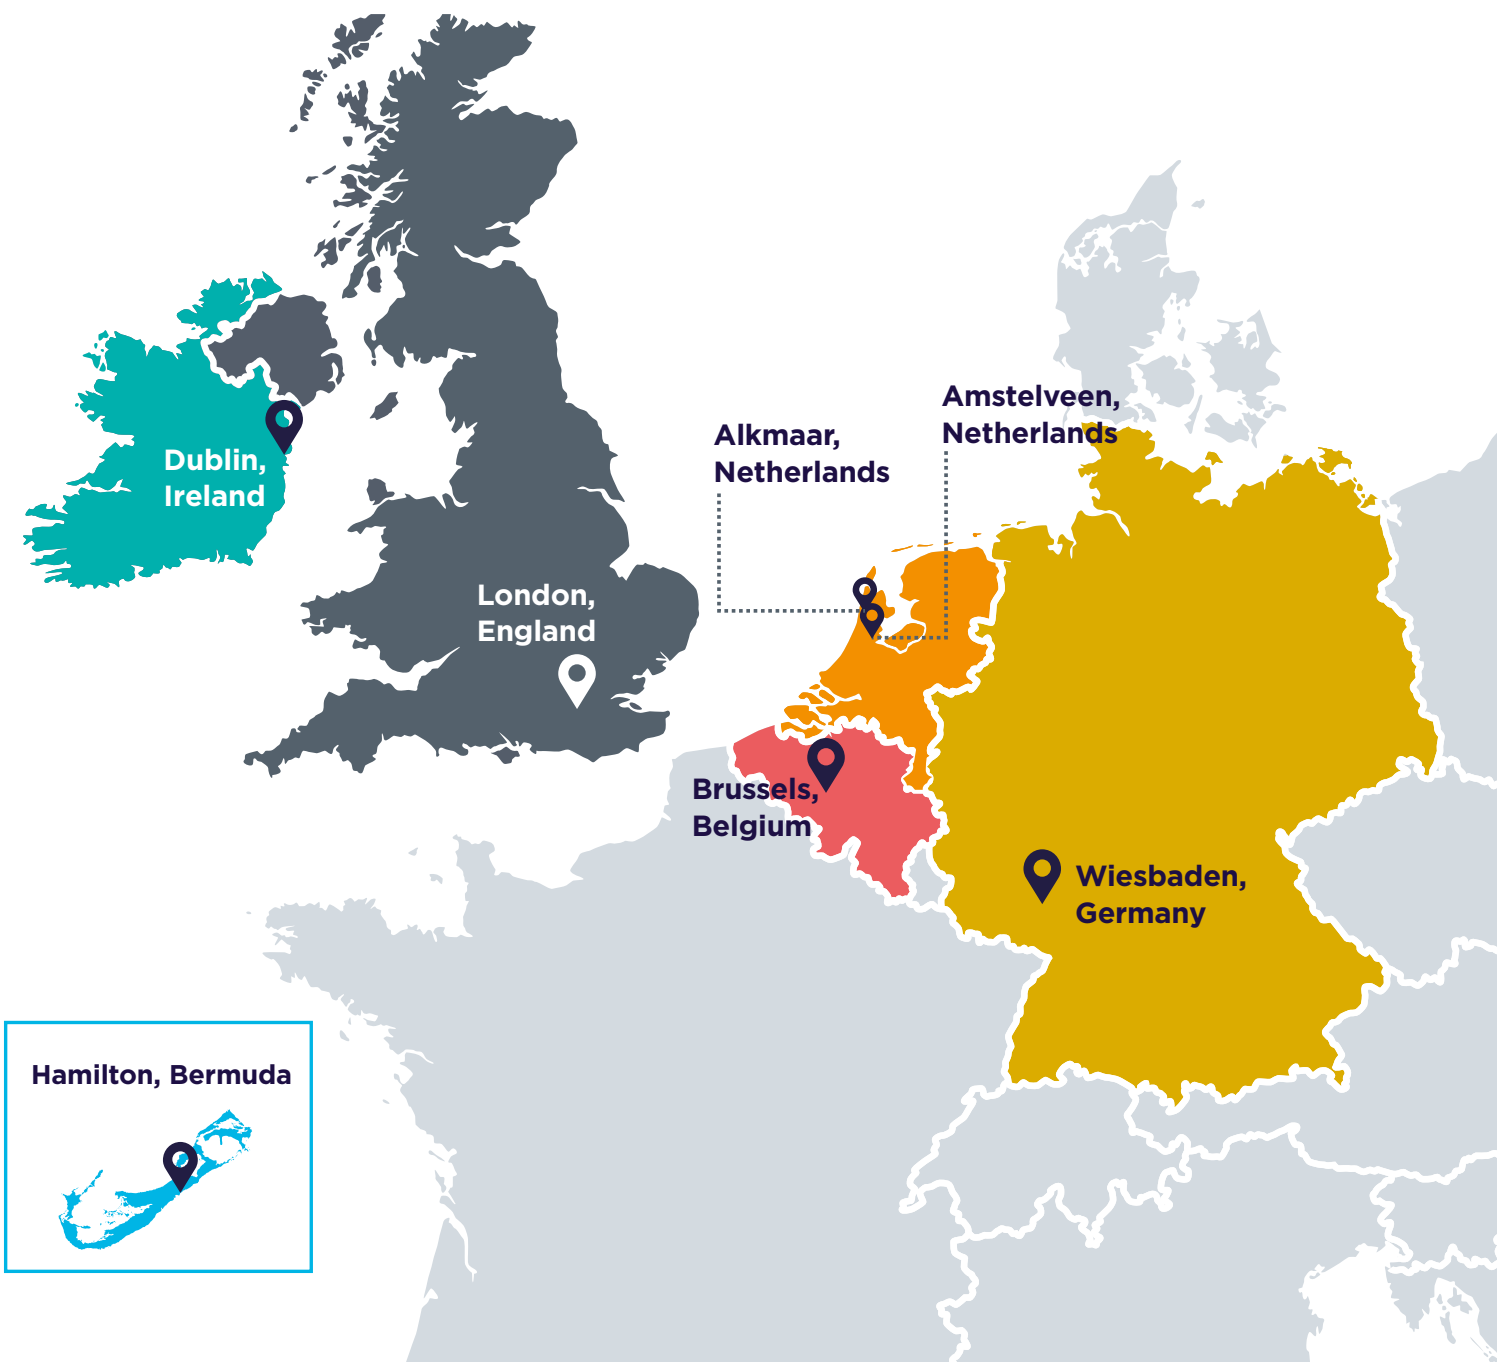 Amstelveen,
Netherlands
Alkmaar,
Netherlands
Dublin,
Ireland
London,
England
Brussels,
Belgium
Wiesbaden,
Germany
Hamilton, Bermuda